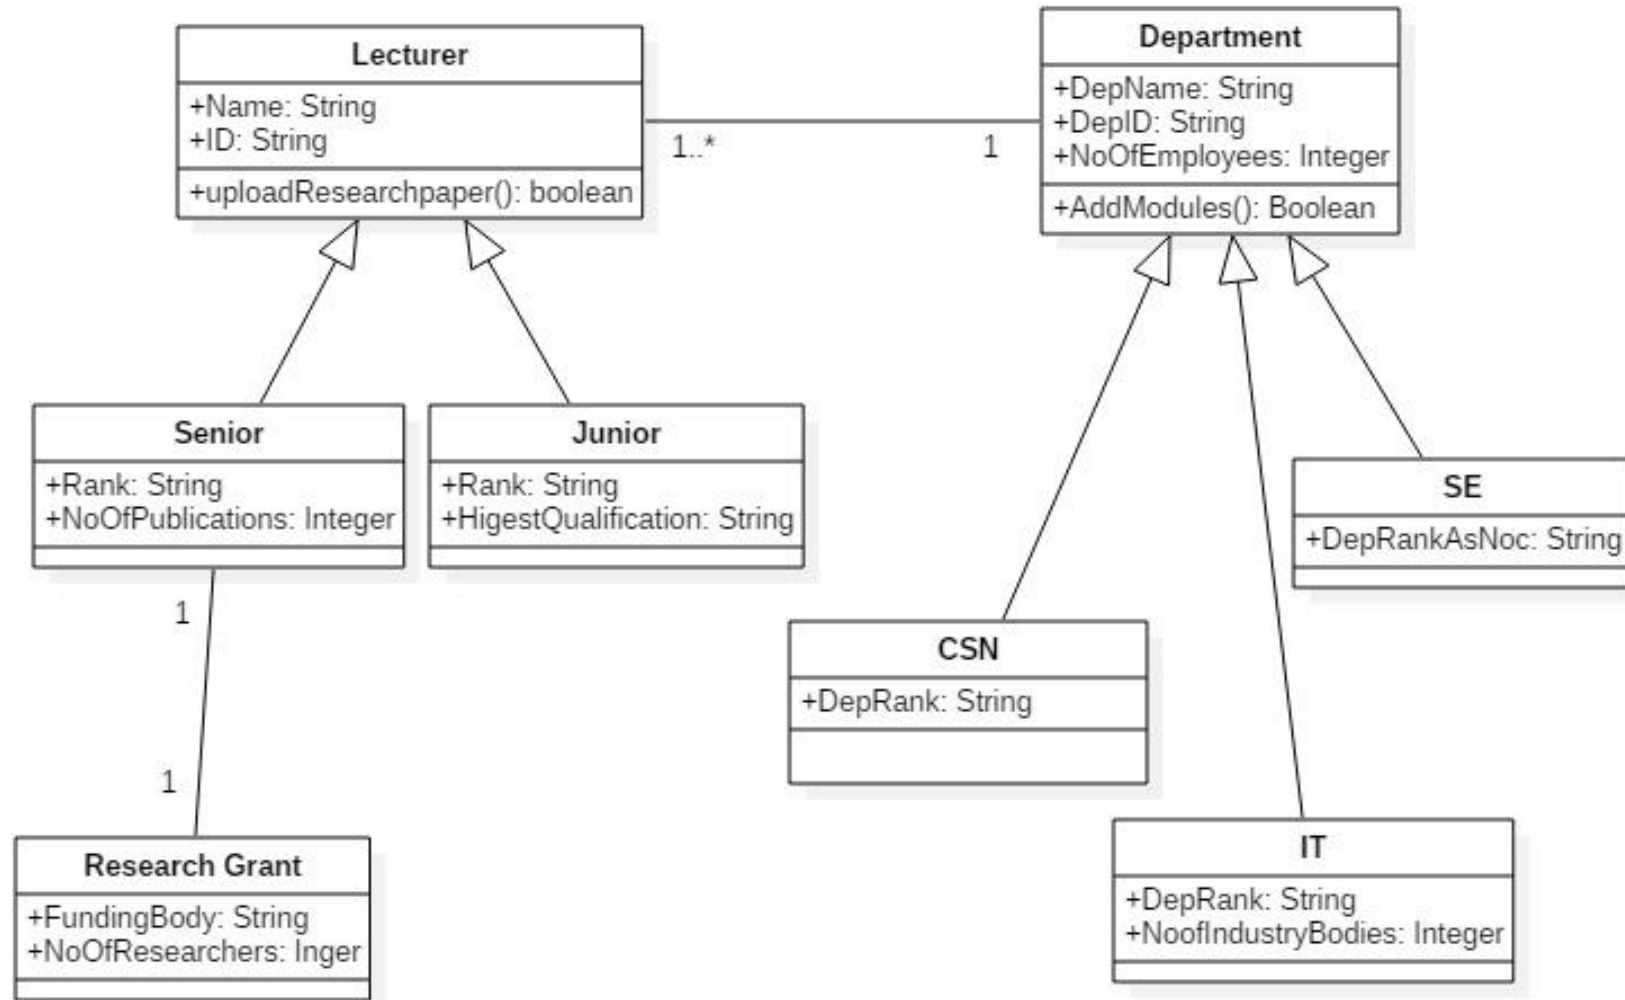 Lecturer
+Name: String
+ID: String
+uploadResearchpaper(): boolean
1..*
1
Department
+DepName: String
+DepID: String
+NoOfEmployees: Integer
+AddModules(): Boolean
Senior
+Rank: String
+NoOfPublications: Integer
Junior
+Rank: String
+HigestQualification: String
SE
+DepRankAsNoc: String
1
1
CSN
+DepRank: String
Research Grant
+FundingBody: String
+NoOfResearchers: Inger
IT
+DepRank: String
+NoofIndustryBodies: Integer